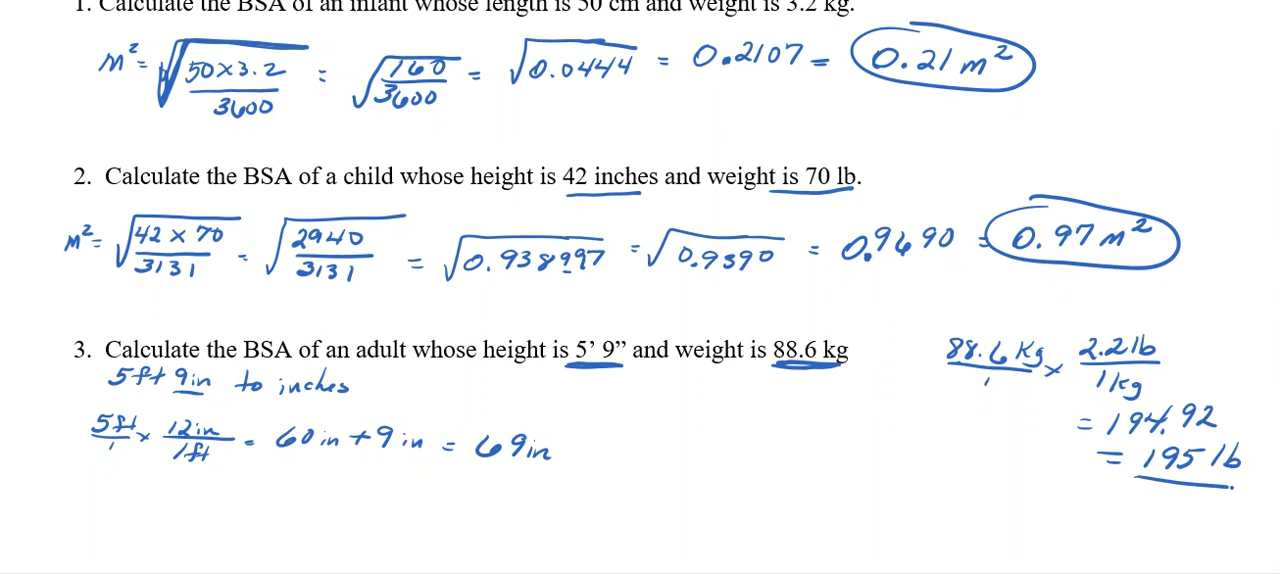 1. Calculate the BSA of an infant whose length is 50 cm and weight is 3.2 kg.
m² = √50 x 3.2 / 3600 = √160 / 3600 = √0.0444 = 0.2107 = 0.21 m²
2. Calculate the BSA of a child whose height is 42 inches and weight is 70 lb.
m² = √42 x 70 / 3131 = √2940 / 3131 = √0.938997 = √0.9390 = 0.9690 = 0.97 m²
3. Calculate the BSA of an adult whose height is 5’ 9” and weight is 88.6 kg
88.6 Kg / 1 x 2.2 lb / 1 kg
5ft 9in to inches
= 194.92
5ft / 1 x 12in / 1ft = 60 in + 9 in = 69in
= 195 lb